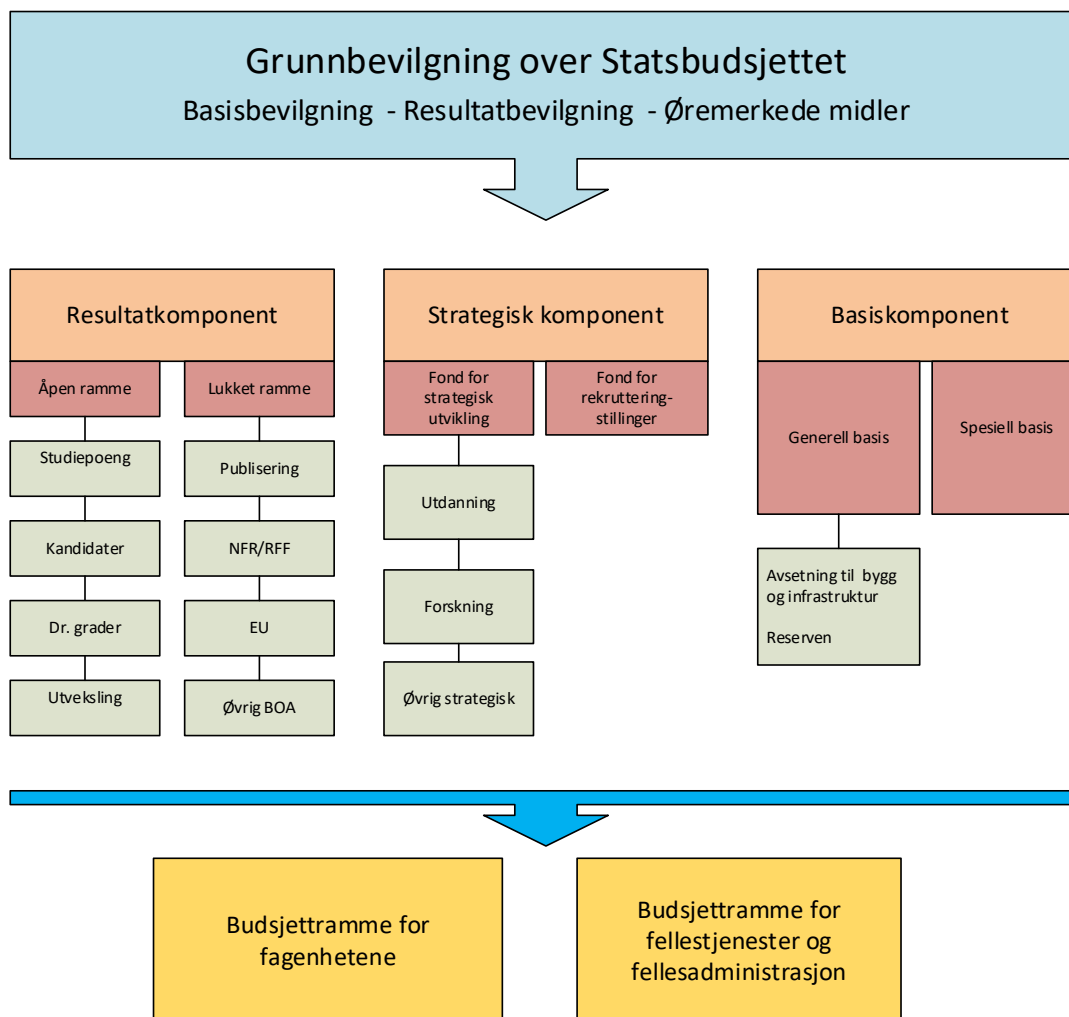 Grunnbevilgning over Statsbudsjettet
Basisbevilgning - Resultatbevilgning - Øremerkede midler
Resultatkomponent
Åpen ramme
Studiepoeng
Kandidater
Dr. grader
Utveksling
Lukket ramme
Publisering
NFR/RFF
EU
Øvrig BOA
Strategisk komponent
Fond for
strategisk
utvikling
Utdanning
Forskning
Øvrig strategisk
Fond for
rekruttering-
stillinger
Basiskomponent
Generell basis
Avsetning til bygg
og infrastruktur
Reserven
Spesiell basis
Budsjettramme for
fagenhetene
Budsjettramme for
fellestjenester og
fellesadministrasjon